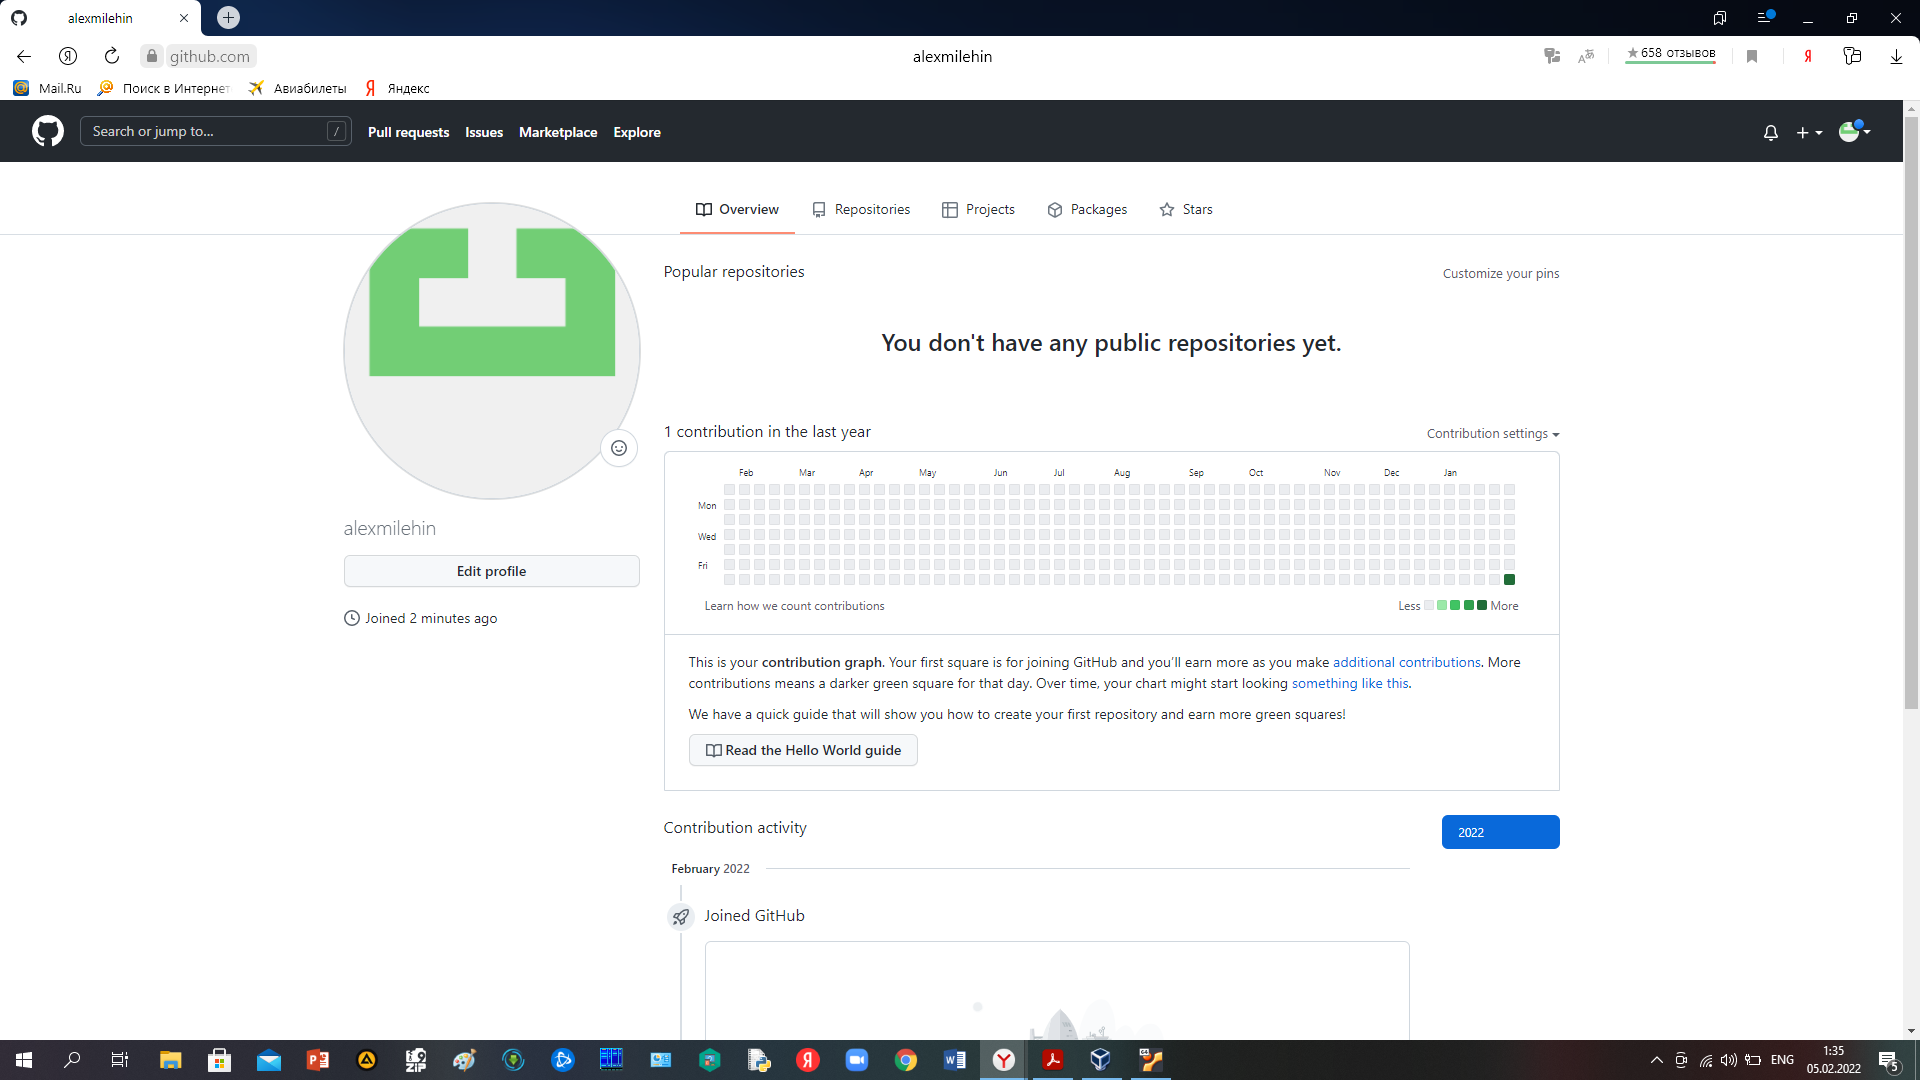 alexmilehin
github.com
alexmilehin
★658 отзывов
Mail.Ru
Поиск в Интернет
Авиабилеты
Яндекс
Search or jump to...
/
Pull requests
Issues
Marketplace
Explore
Overview
Repositories
Projects
Packages
Stars
Popular repositories
Customize your pins
You don't have any public repositories yet.
1 contribution in the last year
Contribution settings
Feb Mar Apr May Jun Jul Aug Sep Oct Nov Dec Jan
Mon
Wed
Fri
Learn how we count contributions
Less
More
alexmilehin
Edit profile
Joined 2 minutes ago
This is your contribution graph. Your first square is for joining GitHub and you'll earn more as you make additional contributions. More
contributions means a darker green square for that day. Over time, your chart might start looking something like this.
We have a quick guide that will show you how to create your first repository and earn more green squares!
Read the Hello World guide
Contribution activity
2022
February 2022
Joined GitHub
ENG
1:35
05.02.2022
5